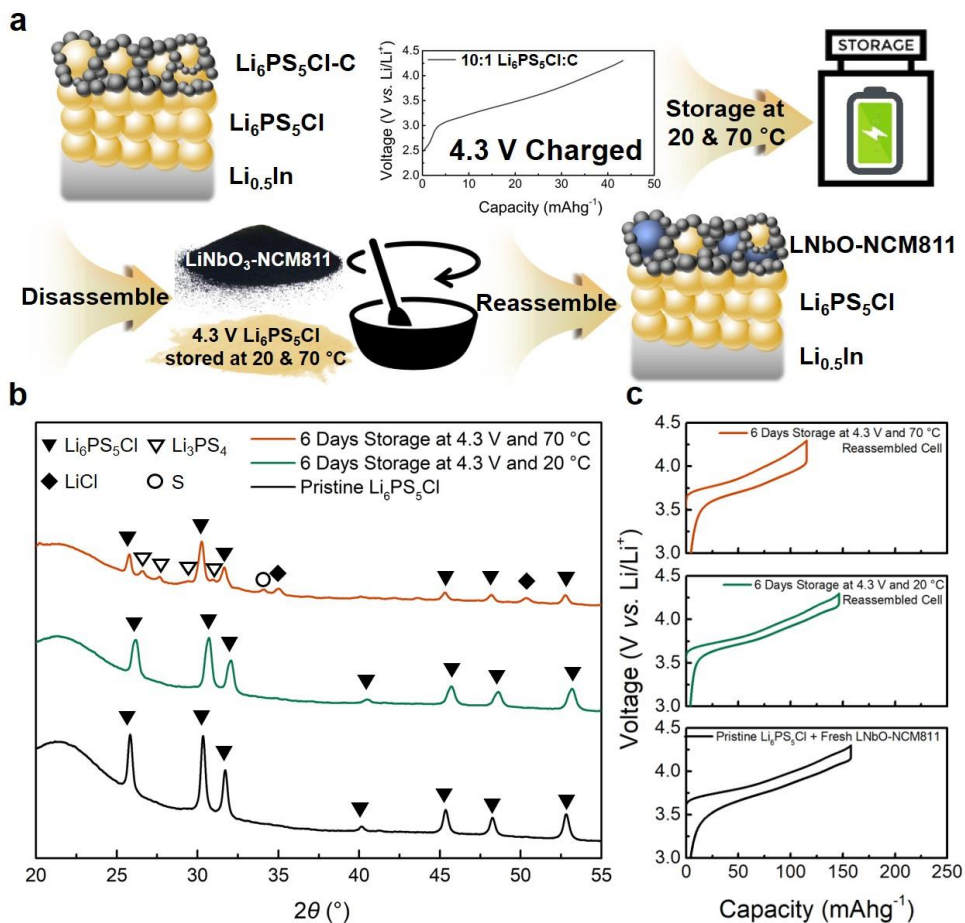 a
Li₆PS₅Cl-C
Li₆PS₅Cl
Li₀.₅In
Voltage (V vs. Li/Li⁺)
4.5
4.0
3.5
3.0
2.5
2.0
10:1 Li₆PS₅Cl:C
4.3 V Charged
0 10 20 30 40 50
Capacity (mAhg⁻¹)
Storage at
20 & 70 °C
STORAGE
Disassemble
LiNbO₃-NCM811
4.3 V Li₆PS₅Cl
stored at 20 & 70 °C
Reassemble
LNbO-NCM811
Li₆PS₅Cl
Li₀.₅In
b
Li₆PS₅Cl
Li₃PS₄
LiCl
S
6 Days Storage at 4.3 V and 70 °C
6 Days Storage at 4.3 V and 20 °C
Pristine Li₆PS₅Cl
20 25 30 35 40 45 50 55
2θ (°)
c
Voltage (V vs. Li/Li⁺)
4.5
4.0
3.5
3.0
6 Days Storage at 4.3 V and 70 °C
Reassembled Cell
4.5
4.0
3.5
3.0
6 Days Storage at 4.3 V and 20 °C
Reassembled Cell
4.5
4.0
3.5
3.0
Pristine Li₆PS₅Cl + Fresh LNbO-NCM811
0 50 100 150 200 250
Capacity (mAhg⁻¹)